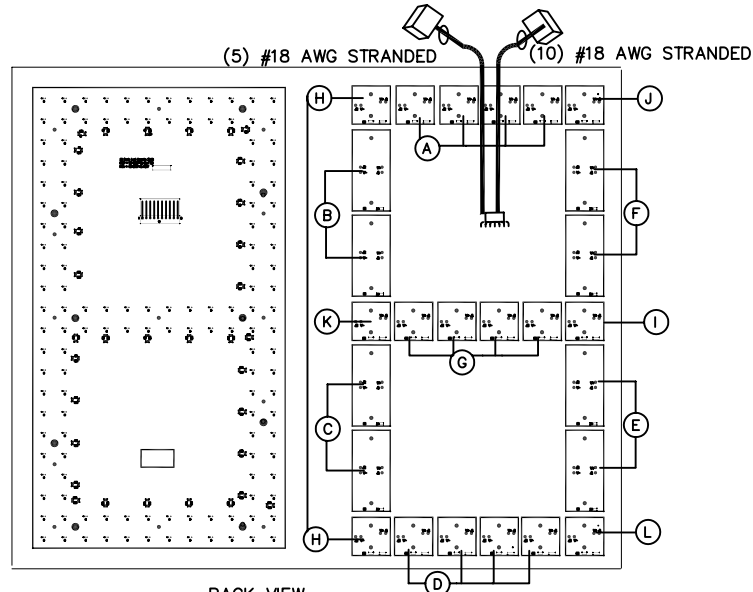 (5) #18 AWG STRANDED
(10) #18 AWG STRANDED
H
J
A
B
F
K
I
G
C
E
H
L
D
BACK VIEW